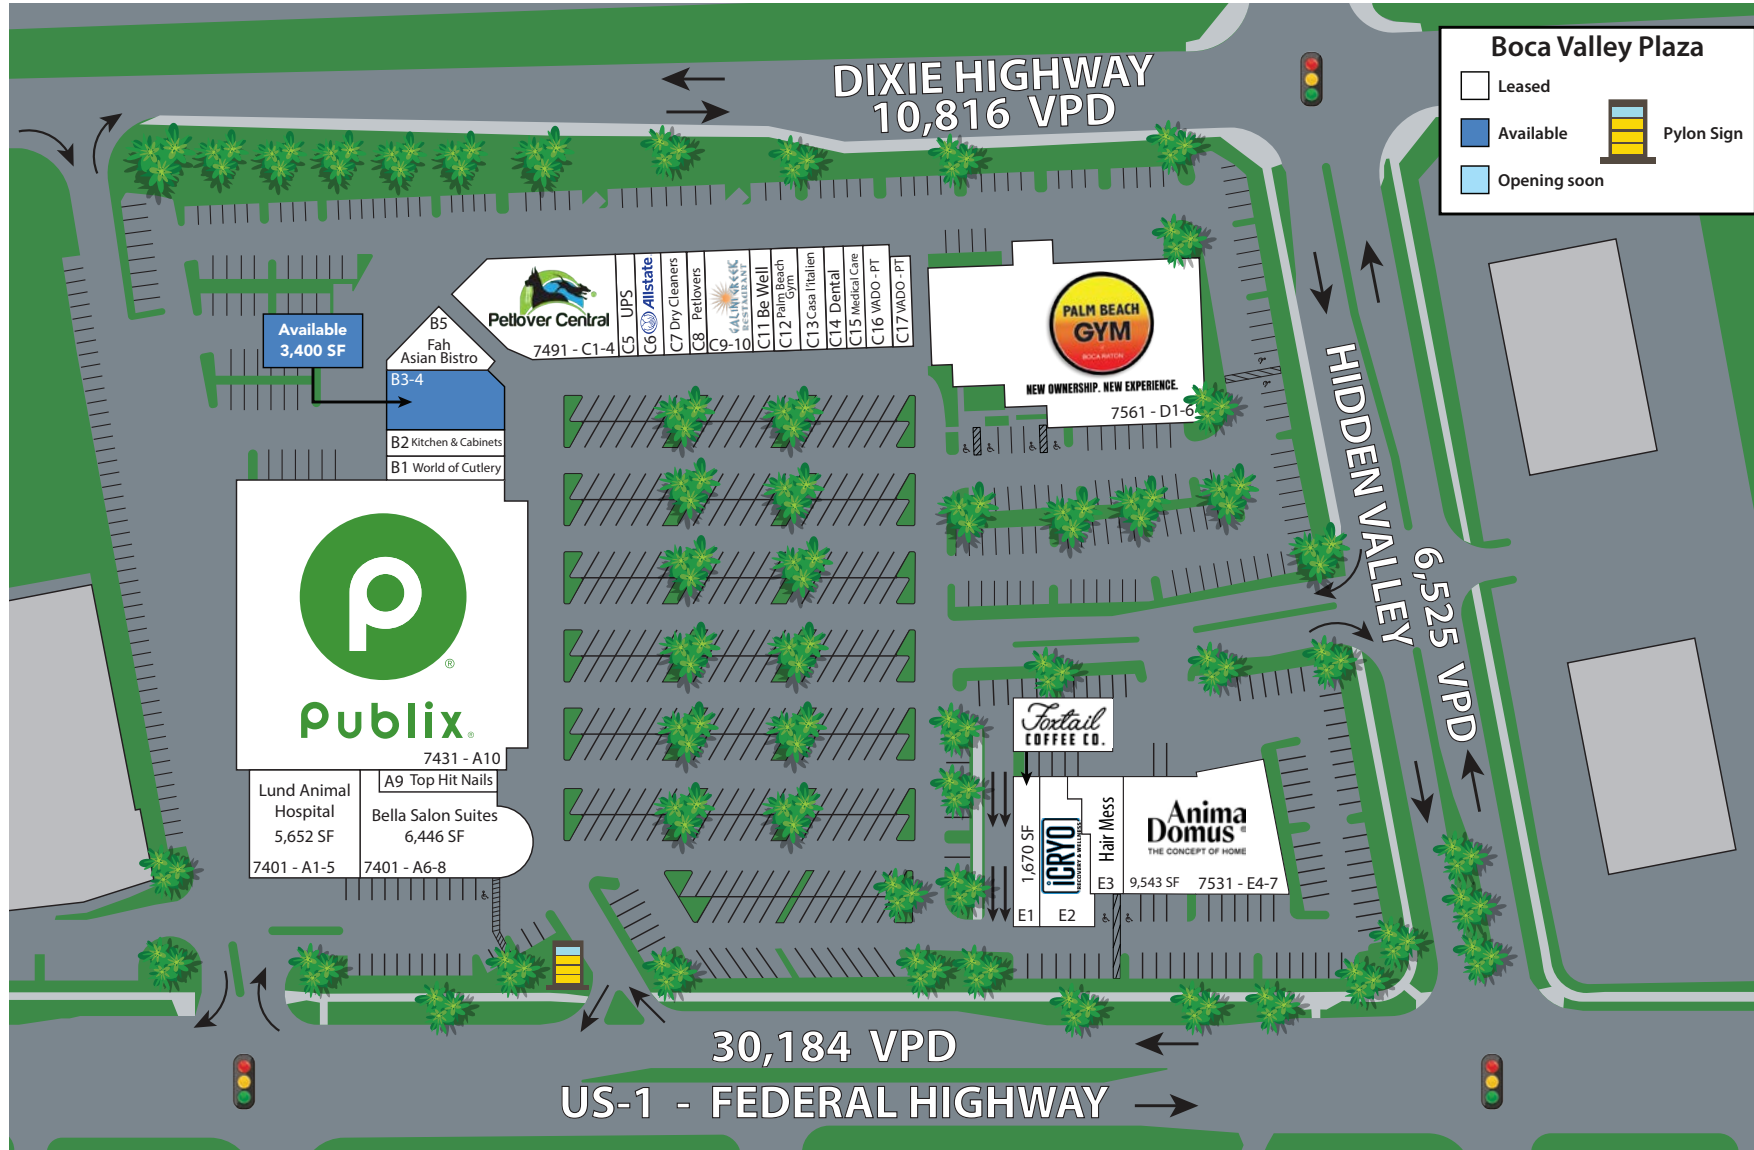 DIXIE HIGHWAY
10,816 VPD
Boca Valley Plaza
Leased
Available
Opening soon
Pylon Sign
Available
3,400 SF
B5
Fah
Asian Bistro
B3-4
B2 Kitchen & Cabinets
B1 World of Cutlery
Petlover Central
7491 - C1-4
C5 UPS
C6 Allstate
C7 Dry Cleaners
C8 Petlovers
GALINI GREEK
RESTAURANT
C9-10
C11 Be Well
C12 Palm Beach
Gym
C13 Casa l'italien
C14 Dental
C15 Medical Care
C16 VADO - PT
C17 VADO - PT
PALM BEACH
GYM
BOCA RATON
NEW OWNERSHIP. NEW EXPERIENCE.
7561 - D1-6
HIDDEN VALLEY
6,525 VPD
Publix®
7431 - A10
A9 Top Hit Nails
Lund Animal
Hospital
5,652 SF
7401 - A1-5
Bella Salon Suites
6,446 SF
7401 - A6-8
Foxtail
COFFEE CO.
1,670 SF
E1
iCRYO
RECOVERY & WELLNESS
E2
Hair Mess
E3
Anima
Domus®
THE CONCEPT OF HOME
9,543 SF
7531 - E4-7
30,184 VPD
US-1 - FEDERAL HIGHWAY